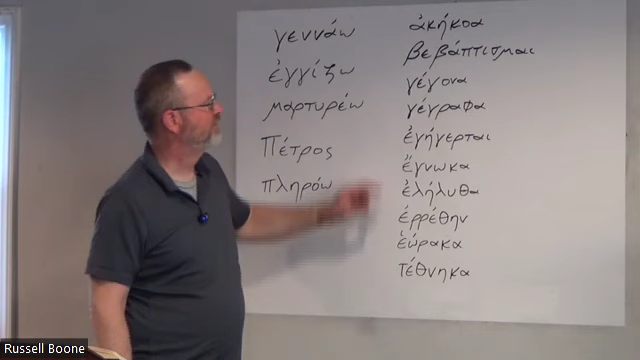 γεννάω
ἐγγίζω
μαρτυρέω
Πέτρος
πληρόω
ἀκήκοα
βεβάπτισμαι
γέγονα
γέγραφα
ἐγήγερται
ἔγνωκα
ἐλήλυθα
ἐρρέθην
ἑώρακα
τέθνηκα
Russell Boone